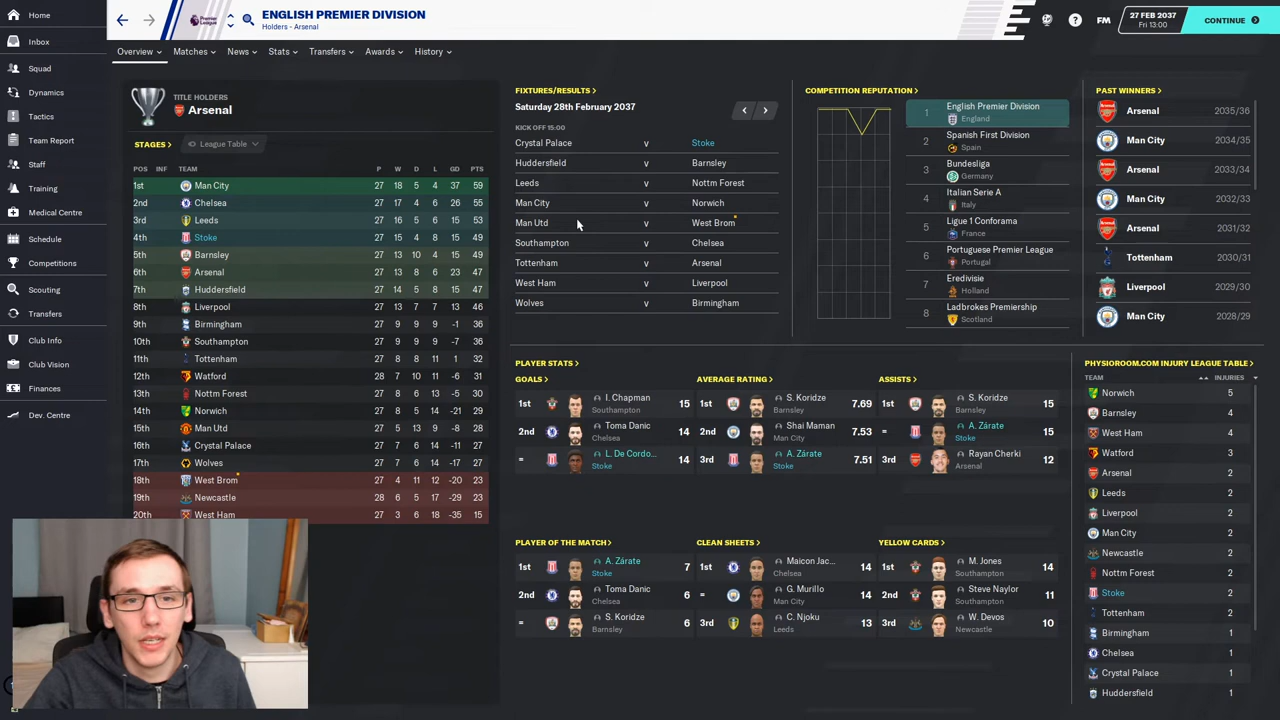 Home
Inbox
Squad
Dynamics
Tactics
Team Report
Staff
Training
Medical Centre
Schedule
Competitions
Scouting
Transfers
Club Info
Club Vision
Finances
Dev. Centre
ENGLISH PREMIER DIVISION
Holders - Arsenal
Premier League
FM
27 FEB 2037
Fri 13:00
CONTINUE
Overview
Matches
News
Stats
Transfers
Awards
History
TITLE HOLDERS
Arsenal
STAGES > League Table
POS INF TEAM P W D L GD PTS
1st Man City 27 18 5 4 37 59
2nd Chelsea 27 17 4 6 26 55
3rd Leeds 27 16 5 6 15 53
4th Stoke 27 15 4 8 15 49
5th Barnsley 27 13 10 4 15 49
6th Arsenal 27 13 8 6 23 47
7th Huddersfield 27 14 5 8 15 47
8th Liverpool 27 13 7 7 13 46
9th Birmingham 27 9 9 9 -1 36
10th Southampton 27 9 9 9 -7 36
11th Tottenham 27 8 8 11 1 32
12th Watford 28 7 10 11 -6 31
13th Nottm Forest 27 8 6 13 -5 30
14th Norwich 27 8 5 14 -21 29
15th Man Utd 27 5 13 9 -8 28
16th Crystal Palace 27 7 6 14 -11 27
17th Wolves 27 7 6 14 -17 27
18th West Brom 27 4 11 12 -20 23
19th Newcastle 28 6 5 17 -29 23
20th West Ham 27 3 6 18 -35 15
FIXTURES/RESULTS >
Saturday 28th February 2037
KICK OFF 15:00
Crystal Palace v Stoke
Huddersfield v Barnsley
Leeds v Nottm Forest
Man City v Norwich
Man Utd v West Brom
Southampton v Chelsea
Tottenham v Arsenal
West Ham v Liverpool
Wolves v Birmingham
COMPETITION REPUTATION >
1 English Premier Division
England
2 Spanish First Division
Spain
3 Bundesliga
Germany
4 Italian Serie A
Italy
5 Ligue 1 Conforama
France
6 Portuguese Premier League
Portugal
7 Eredivisie
Holland
8 Ladbrokes Premiership
Scotland
PAST WINNERS >
Arsenal 2035/36
Man City 2034/35
Arsenal 2033/34
Man City 2032/33
Arsenal 2031/32
Tottenham 2030/31
Liverpool 2029/30
Man City 2028/29
PLAYER STATS >
GOALS >
1st I. Chapman 15
Southampton
2nd Toma Danic 14
Chelsea
= L. De Cordo... 14
Stoke
AVERAGE RATING >
1st S. Koridze 7.69
Barnsley
2nd Shai Maman 7.53
Man City
3rd A. Zárate 7.51
Stoke
ASSISTS >
1st S. Koridze 15
Barnsley
= A. Zárate 15
Stoke
3rd Rayan Cherki 12
Arsenal
PLAYER OF THE MATCH >
1st A. Zárate 7
Stoke
2nd Toma Danic 6
Chelsea
= S. Koridze 6
Barnsley
CLEAN SHEETS >
1st Maicon Jac... 14
Chelsea
= G. Murillo 14
Man City
3rd C. Njoku 13
Leeds
YELLOW CARDS >
1st M. Jones 14
Southampton
2nd Steve Naylor 11
Southampton
3rd W. Devos 10
Newcastle
PHYSIOROOM.COM INJURY LEAGUE TABLE >
TEAM INJURIES
Norwich 5
Barnsley 4
West Ham 4
Watford 3
Arsenal 2
Leeds 2
Liverpool 2
Man City 2
Newcastle 2
Nottm Forest 2
Stoke 2
Tottenham 2
Birmingham 1
Chelsea 1
Crystal Palace 1
Huddersfield 1